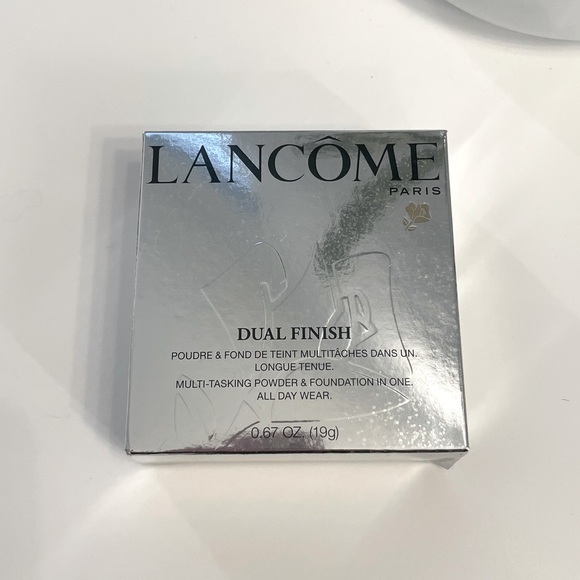 LANCÔME
PARIS
DUAL FINISH
POUDRE & FOND DE TEINT MULTITÂCHES DANS UN.
LONGUE TENUE.
MULTI-TASKING POWDER & FOUNDATION IN ONE.
ALL DAY WEAR.
0.67 OZ. (19g)